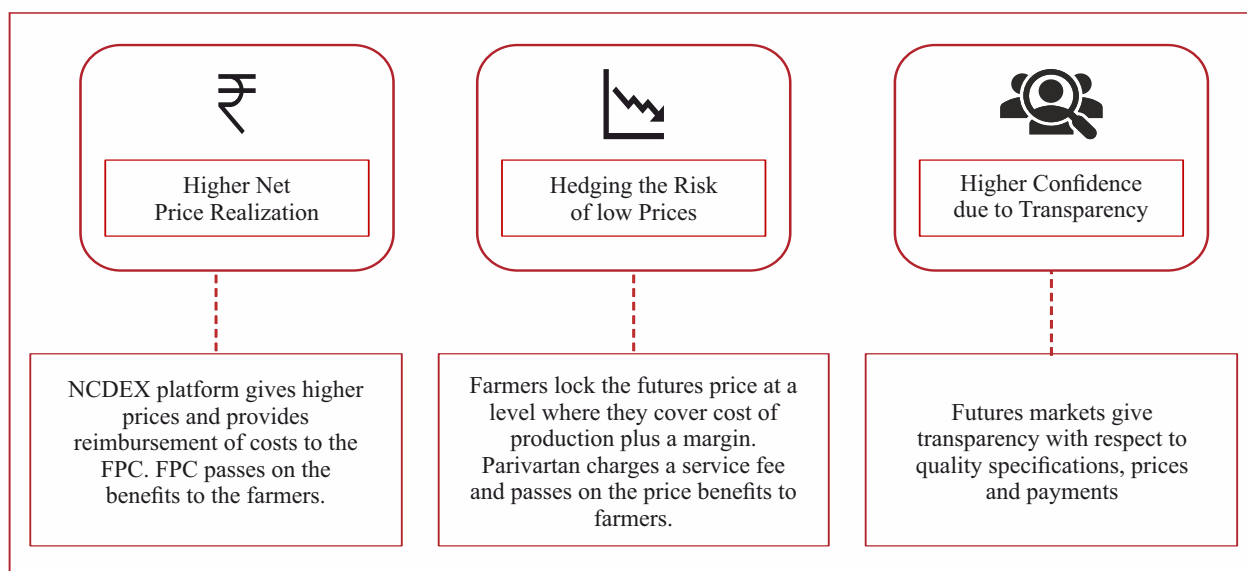 ₹
Higher Net
Price Realization
NCDEX platform gives higher
prices and provides
reimbursement of costs to the
FPC. FPC passes on the
benefits to the farmers.
Hedging the Risk
of low Prices
Farmers lock the futures price at a
level where they cover cost of
production plus a margin.
Parivartan charges a service fee
and passes on the price benefits to
farmers.
Higher Confidence
due to Transparency
Futures markets give
transparency with respect to
quality specifications, prices
and payments